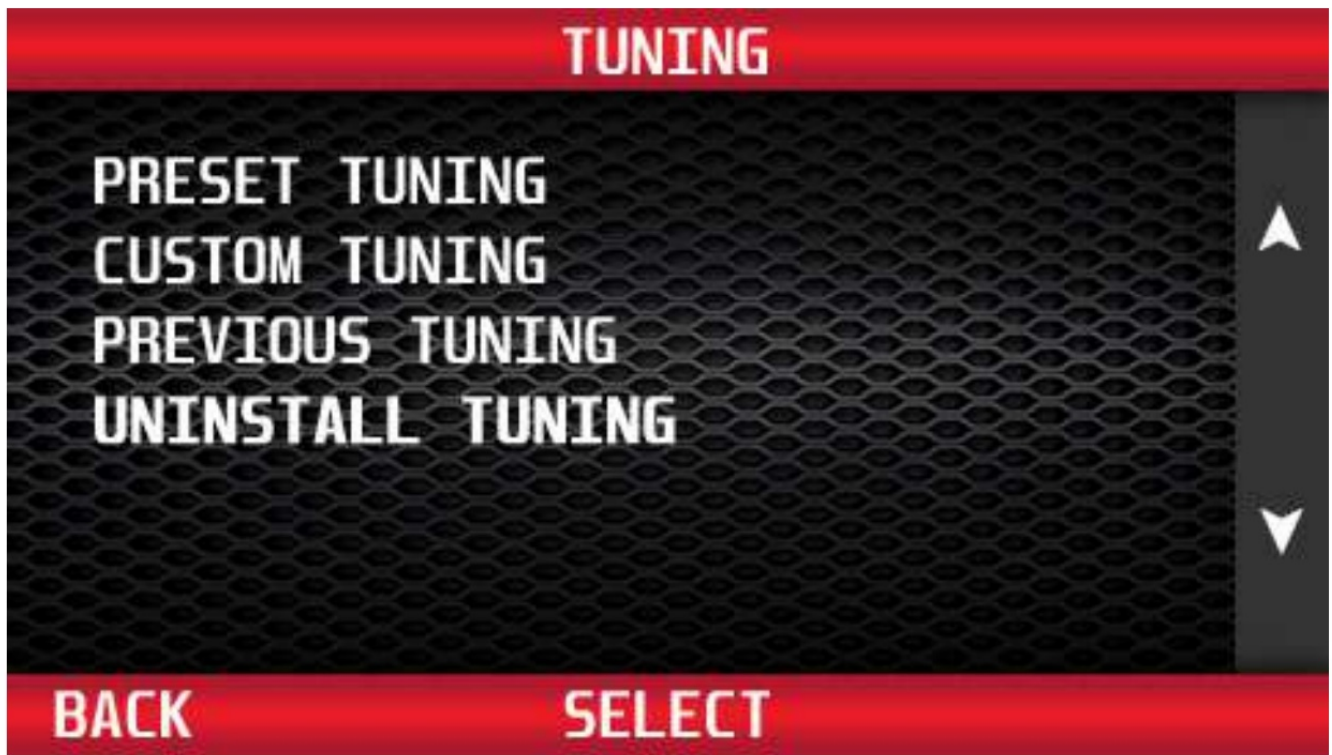 TUNING
PRESET TUNING
CUSTOM TUNING
PREVIOUS TUNING
UNINSTALL TUNING
BACK SELECT